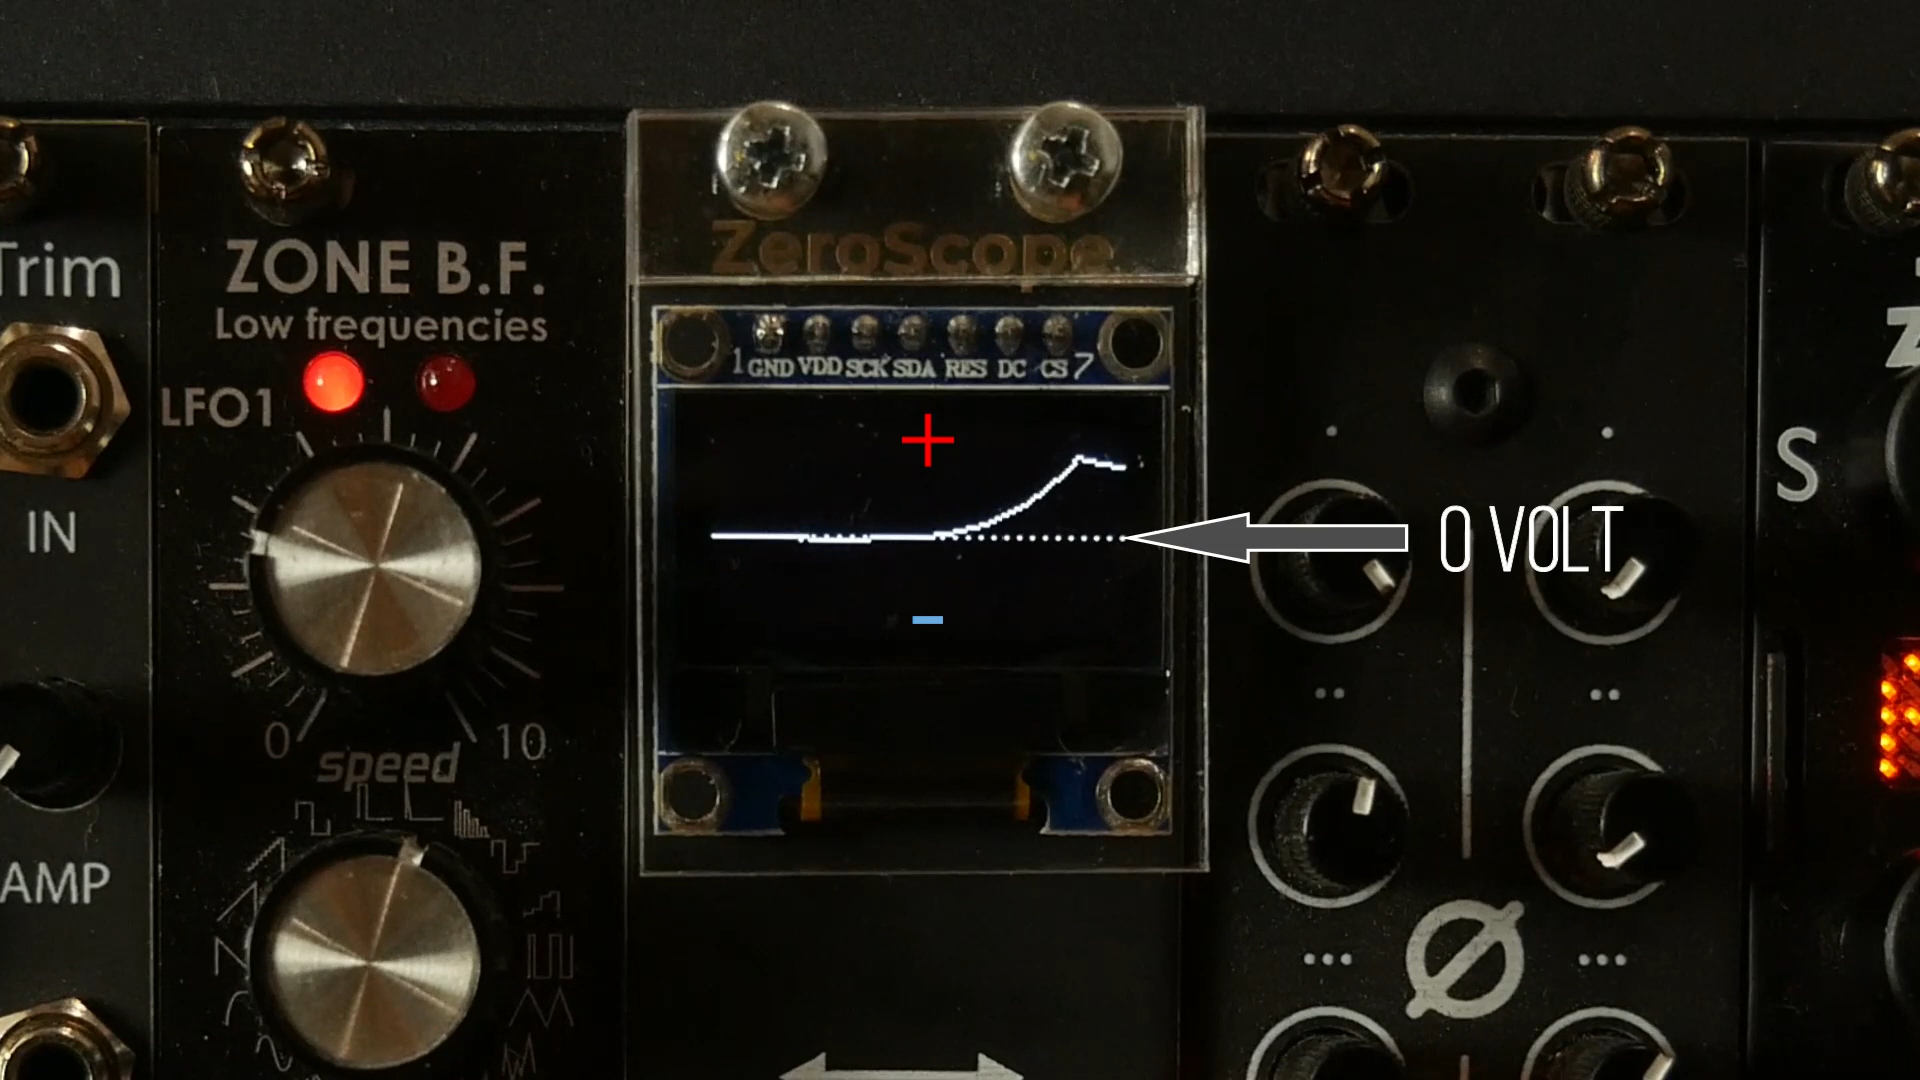 Trim
ZONE B.F.
Low frequencies
LFO1
IN
0
10
speed
AMP
ZeroScope
1 GND VDD SCK SDA RES DC CS 7
+
-
0 VOLT
S